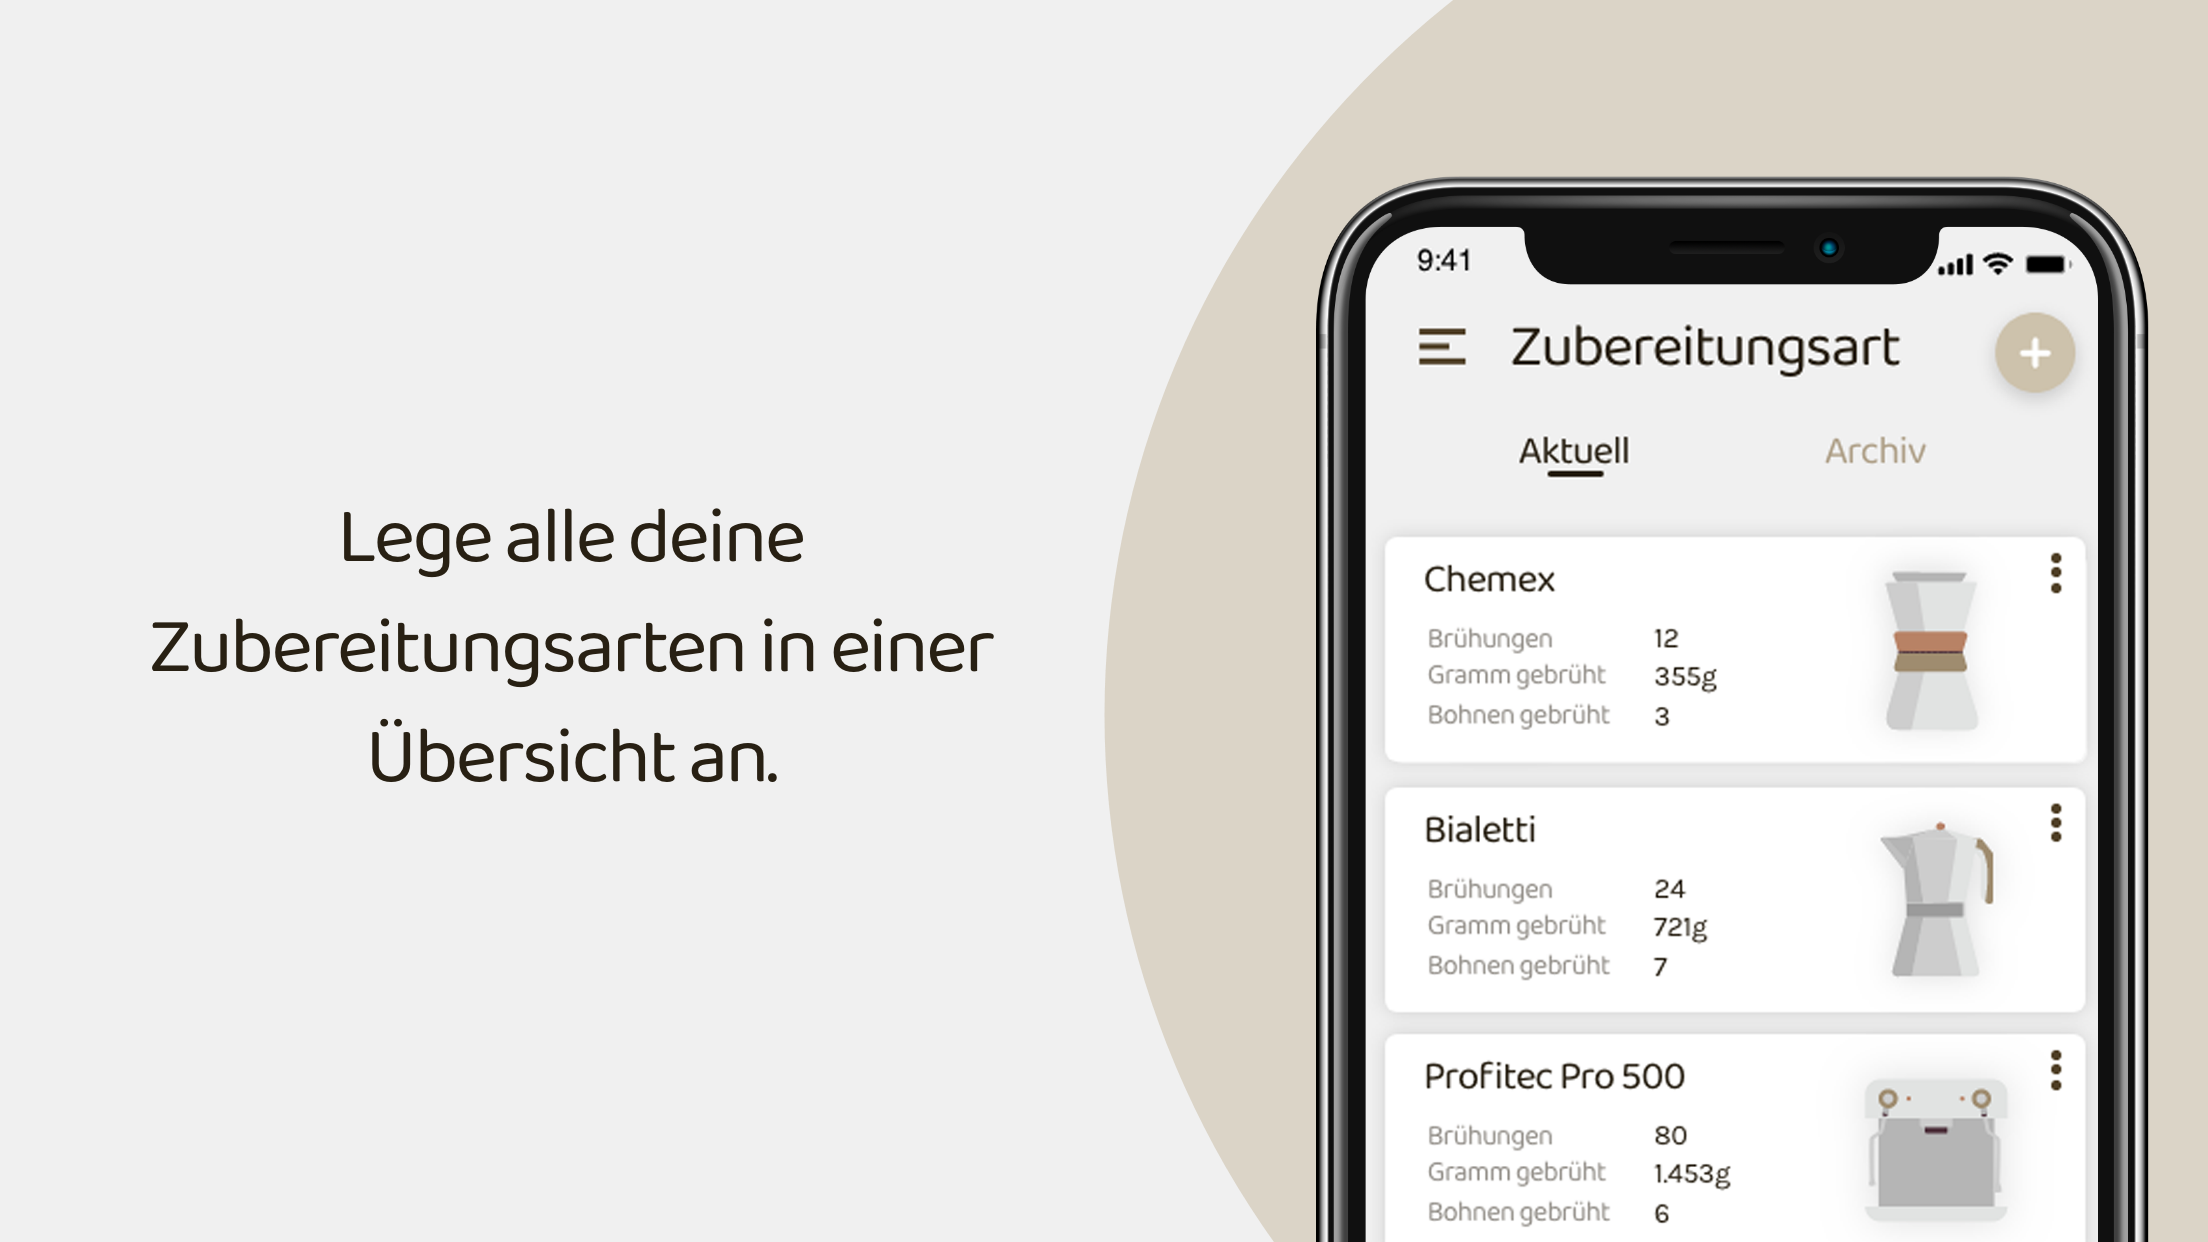 Lege alle deine
Zubereitungsarten in einer
Übersicht an.
9:41
Zubereitungsart
Aktuell Archiv
Chemex
Brühungen 12
Gramm gebrüht 355g
Bohnen gebrüht 3
Bialetti
Brühungen 24
Gramm gebrüht 721g
Bohnen gebrüht 7
Profitec Pro 500
Brühungen 80
Gramm gebrüht 1.453g
Bohnen gebrüht 6